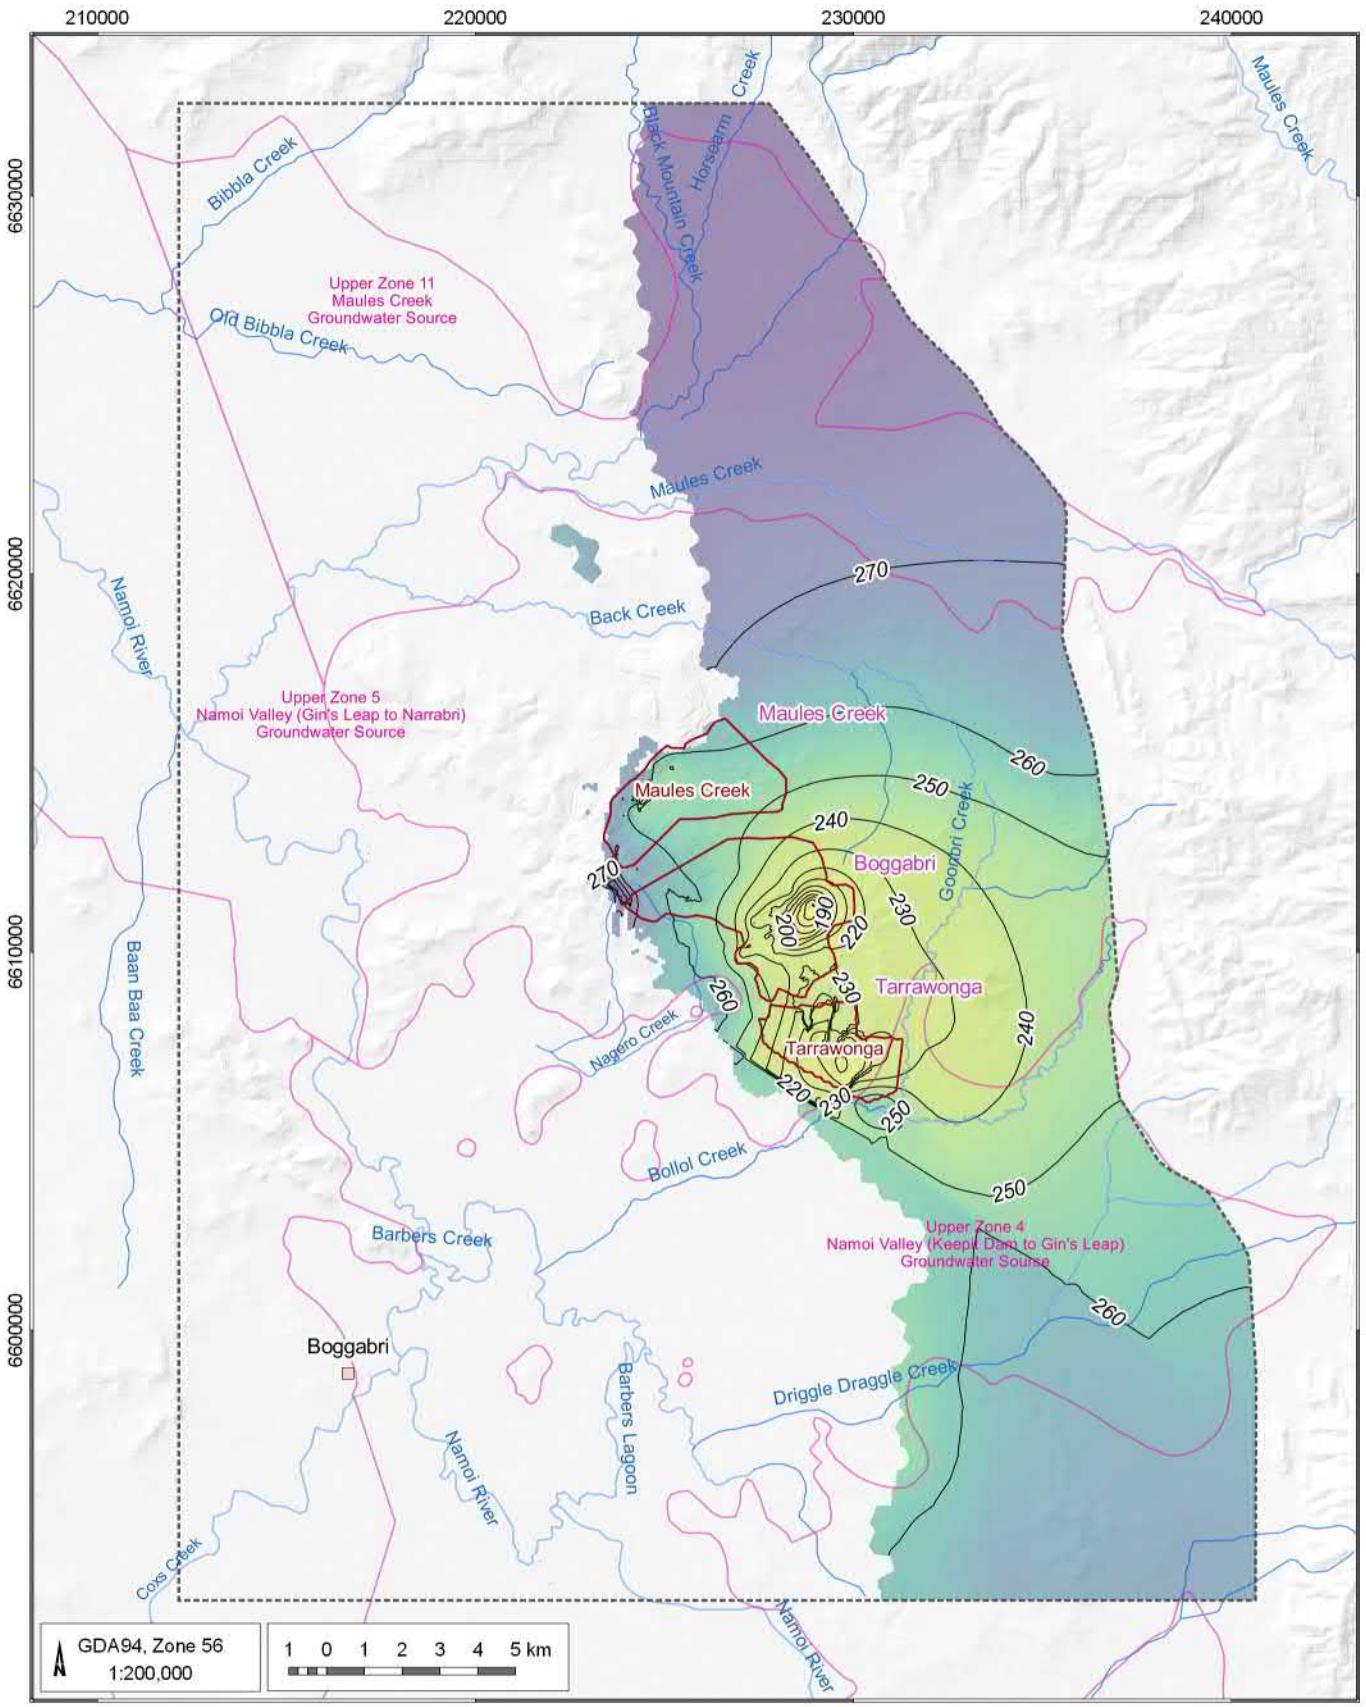 210000
220000
230000
240000
6630000
6620000
6610000
6600000
Maules Creek
Black Mountain Creek
Horsearm Creek
Bibbla Creek
Upper Zone 11
Maules Creek
Groundwater Source
Old Bibbla Creek
Maules Creek
270
Namoi River
Back Creek
Upper Zone 5
Namoi Valley (Gin's Leap to Narrabri)
Groundwater Source
Maules Creek
260
250
Maules Creek
240
Goonbri Creek
Boggabri
270
230
190
200
220
Baan Baa Creek
260
230
Tarrawonga
240
Nagero Creek
Tarrawonga
220
230
250
Bollol Creek
250
Upper Zone 4
Namoi Valley (Keepit Dam to Gin's Leap)
Groundwater Source
Barbers Creek
260
Boggabri
Barbers Lagoon
Driggle Draggle Creek
Namoi River
Coxs Creek
Namoi River
GDA94, Zone 56
1:200,000
1 0 1 2 3 4 5 km